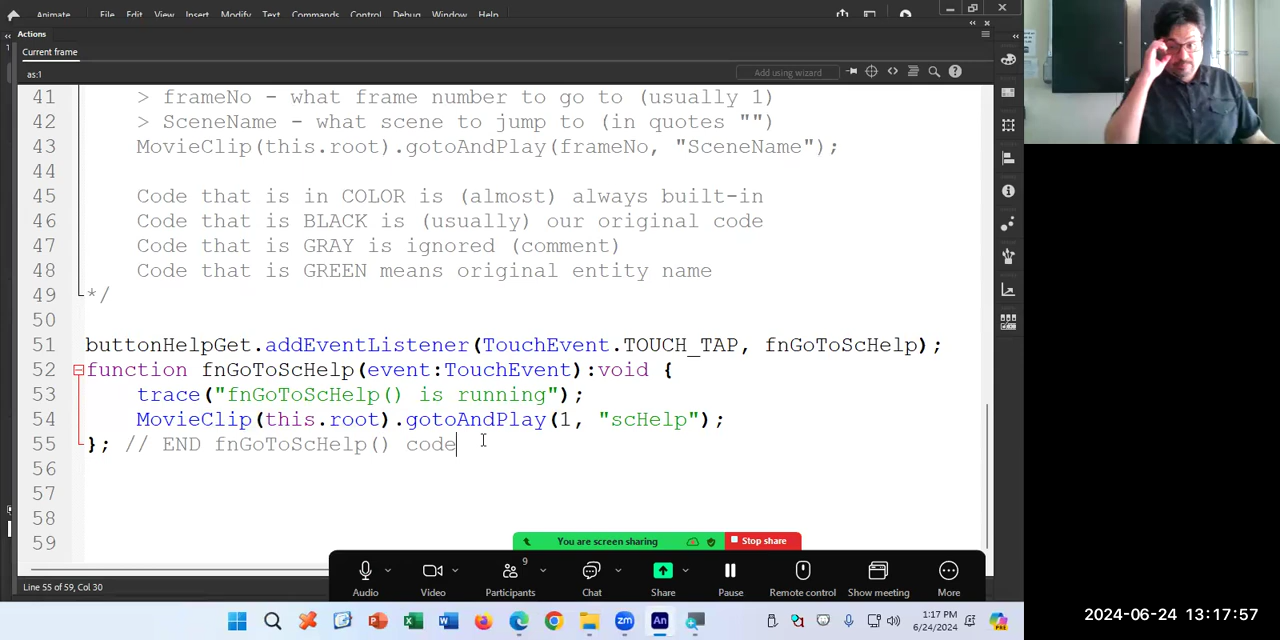 Animate File Edit View Insert Modify Text Commands Control Debug Window Help
Actions
Current frame
as:1
Add using wizard
41 > frameNo - what frame number to go to (usually 1)
42 > SceneName - what scene to jump to (in quotes "")
43 MovieClip(this.root).gotoAndPlay(frameNo, "SceneName");
44
45 Code that is in COLOR is (almost) always built-in
46 Code that is BLACK is (usually) our original code
47 Code that is GRAY is ignored (comment)
48 Code that is GREEN means original entity name
49 */
50
51 buttonHelpGet.addEventListener(TouchEvent.TOUCH_TAP, fnGoToScHelp);
52 function fnGoToScHelp(event:TouchEvent):void {
53 trace("fnGoToScHelp() is running");
54 MovieClip(this.root).gotoAndPlay(1, "scHelp");
55 }; // END fnGoToScHelp() code
56
57
58
59
You are screen sharing Stop share
9
Audio Video Participants Chat Share Pause Remote control Show meeting More
Line 55 of 59, Col 30
1:17 PM
6/24/2024
2024-06-24 13:17:57